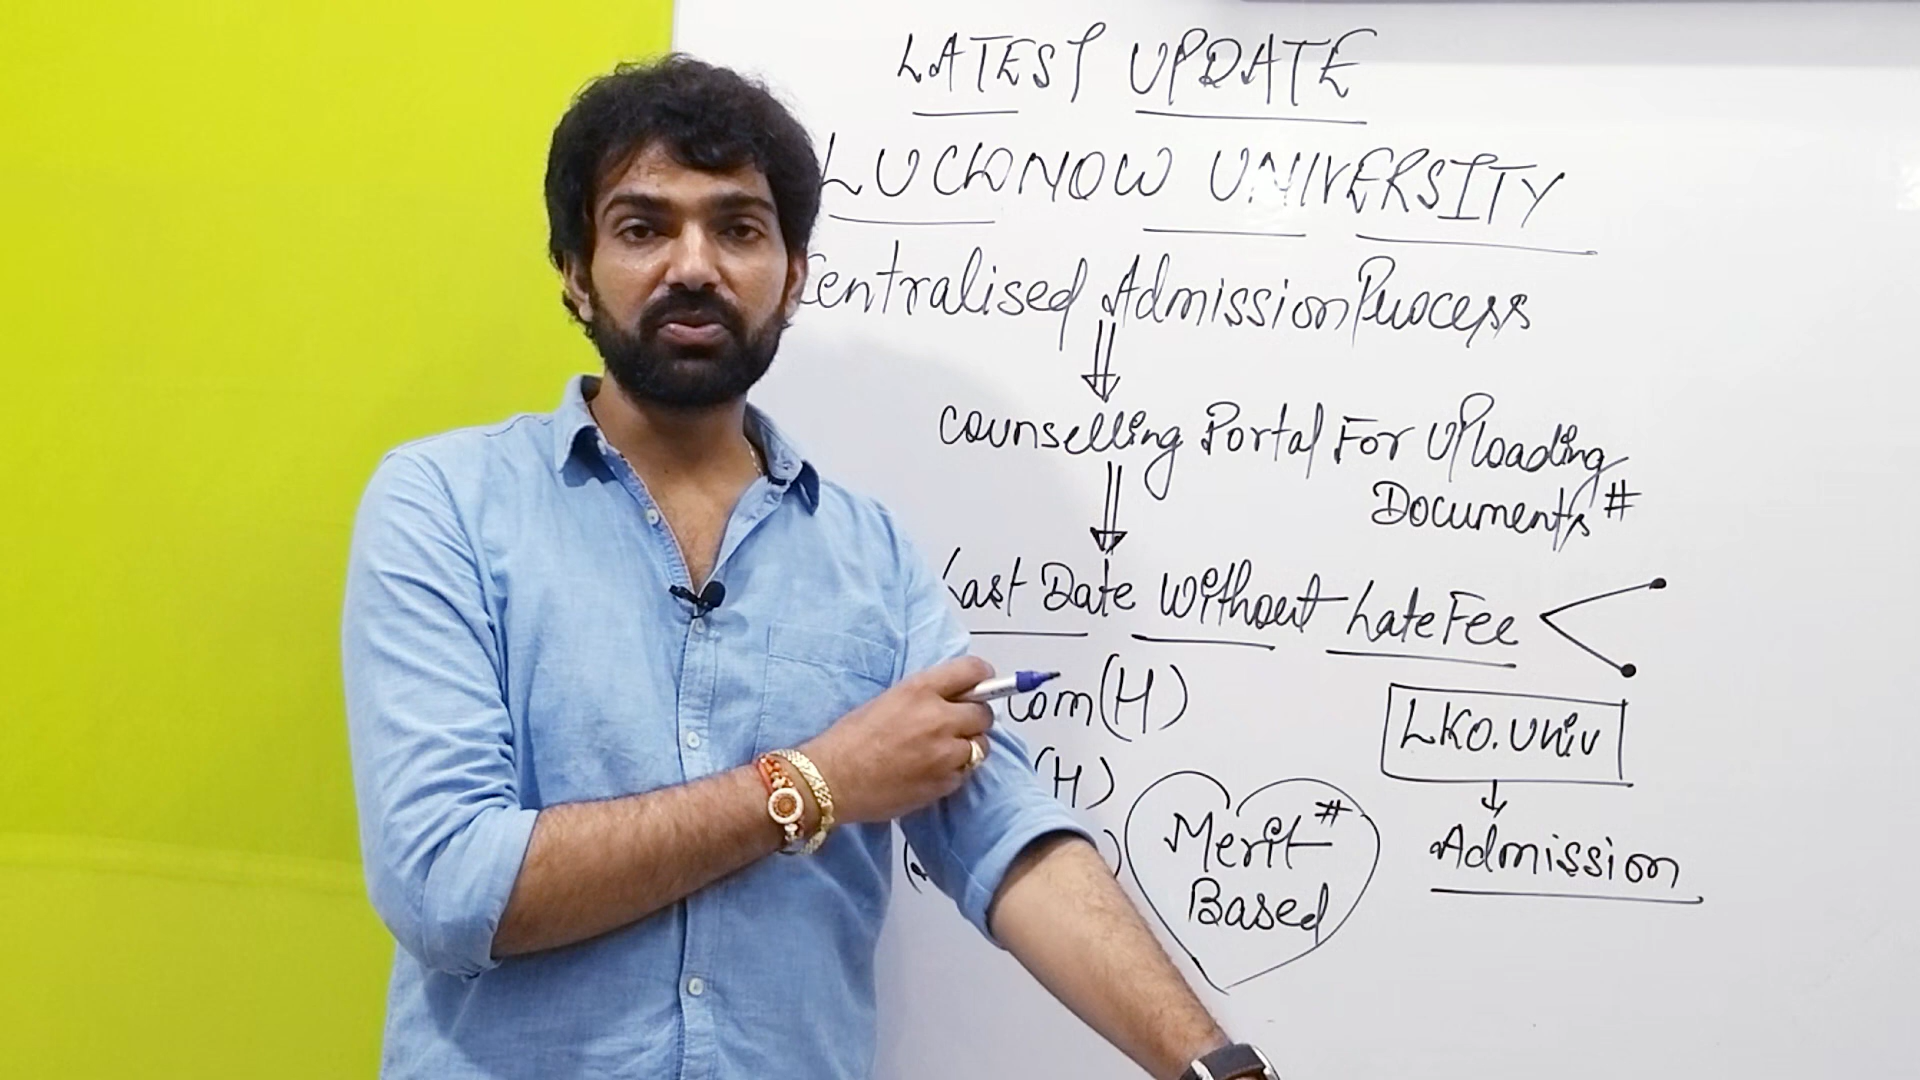 LATEST UPDATE
LUCKNOW UNIVERSITY
Centralised Admission Process
Counselling Portal For Uploading
Documents #
Last Date Without Late Fee
Com(H)
(H)
LKO. Univ
Merit #
Based
Admission